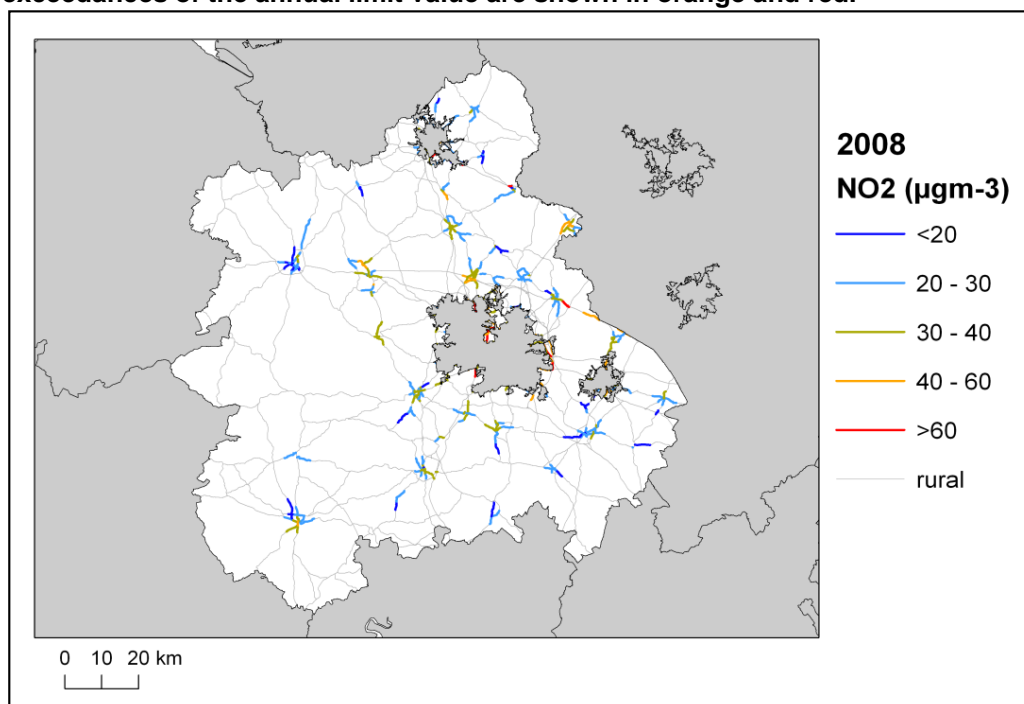 exceedances of the annual limit value are shown in orange and red.
2008
NO2 (µgm-3)
<20
20 - 30
30 - 40
40 - 60
>60
rural
0 10 20 km